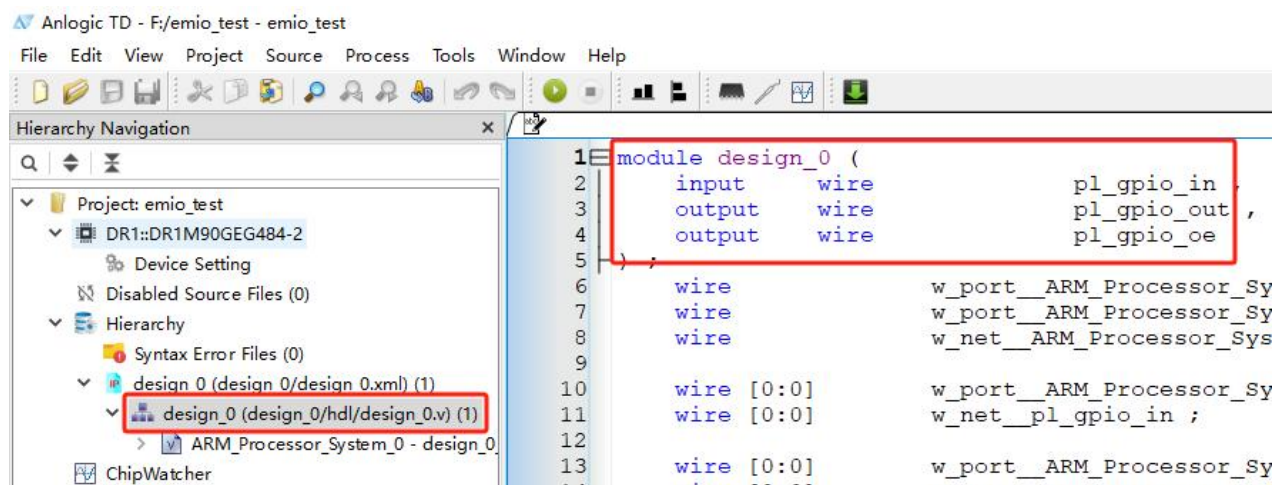 Anlogic TD - F:/emio_test - emio_test
File Edit View Project Source Process Tools Window Help
Hierarchy Navigation
Project: emio_test
DR1::DR1M90GEG484-2
Device Setting
Disabled Source Files (0)
Hierarchy
Syntax Error Files (0)
design_0 (design_0/design_0.xml) (1)
design_0 (design_0/hdl/design_0.v) (1)
ARM_Processor_System_0 - design_0_
ChipWatcher
1 module design_0 (
2 input wire pl_gpio_in ,
3 output wire pl_gpio_out ,
4 output wire pl_gpio_oe
5 ) ;
6 wire w_port__ARM_Processor_Sy
7 wire w_port__ARM_Processor_Sy
8 wire w_net__ARM_Processor_Sys
9
10 wire [0:0] w_port__ARM_Processor_Sy
11 wire [0:0] w_net__pl_gpio_in ;
12
13 wire [0:0] w_port__ARM_Processor_Sy